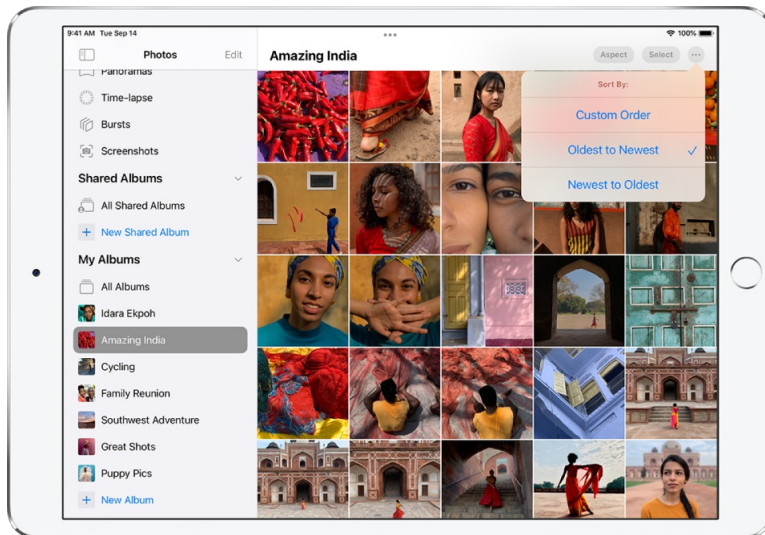 9:41 AM Tue Sep 14
100%
Photos
Edit
Panoramas
Time-lapse
Bursts
Screenshots
Shared Albums
All Shared Albums
New Shared Album
My Albums
All Albums
Idara Ekpoh
Amazing India
Cycling
Family Reunion
Southwest Adventure
Great Shots
Puppy Pics
New Album
Amazing India
Aspect
Select
Sort By:
Custom Order
Oldest to Newest
Newest to Oldest